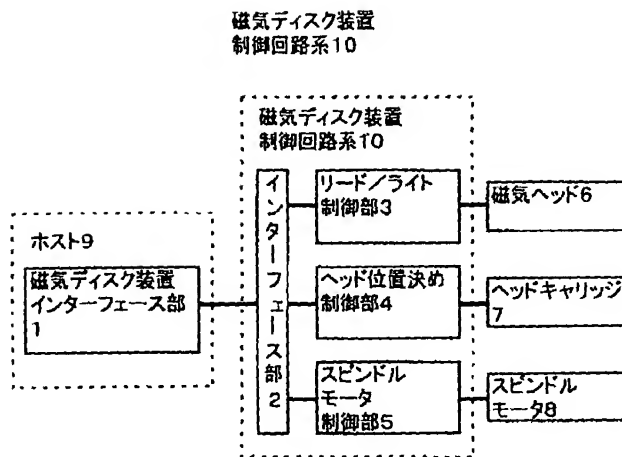 磁気ディスク装置
制御回路系10
磁気ディスク装置
制御回路系10
ホスト9
磁気ディスク装置
インターフェース部
1
インターフェース部2
リード／ライト
制御部3
磁気ヘッド6
ヘッド位置決め
制御部4
ヘッドキャリッジ
7
スピンドル
モータ
制御部5
スピンドル
モータ8